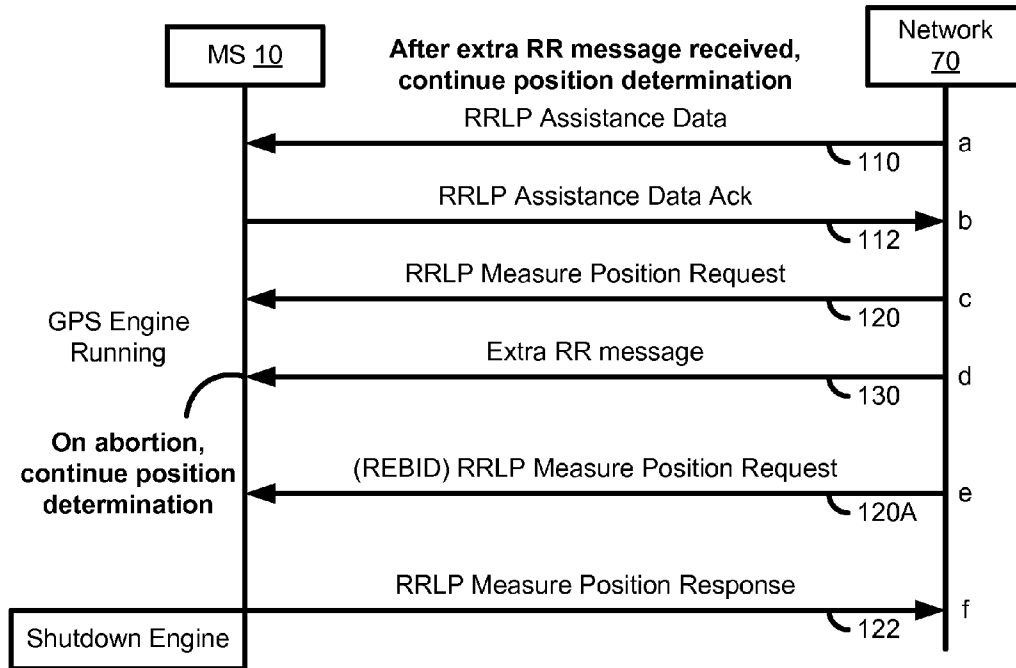 MS 10
After extra RR message received,
continue position determination
Network
70
RRLP Assistance Data
a
110
RRLP Assistance Data Ack
b
112
RRLP Measure Position Request
c
120
GPS Engine
Running
Extra RR message
d
130
On abortion,
continue position
determination
(REBID) RRLP Measure Position Request
e
120A
RRLP Measure Position Response
f
122
Shutdown Engine